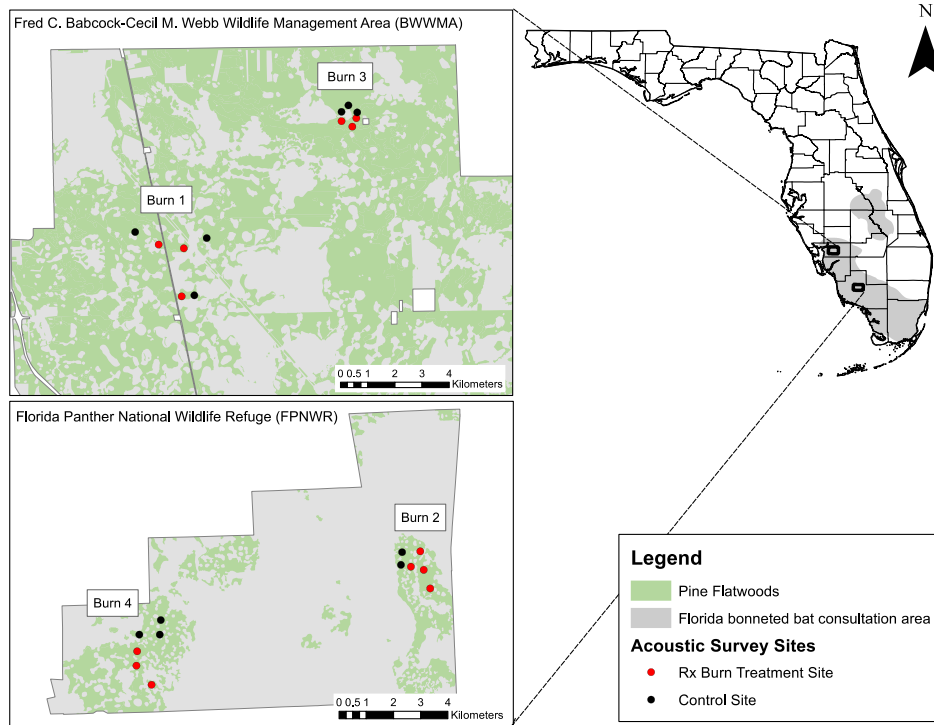 Fred C. Babcock-Cecil M. Webb Wildlife Management Area (BWWMA)
Burn 3
Burn 1
0 0.5 1 2 3 4
Kilometers
Florida Panther National Wildlife Refuge (FPNWR)
Burn 2
Burn 4
0 0.5 1 2 3 4
Kilometers
N
Legend
Pine Flatwoods
Florida bonneted bat consultation area
Acoustic Survey Sites
Rx Burn Treatment Site
Control Site